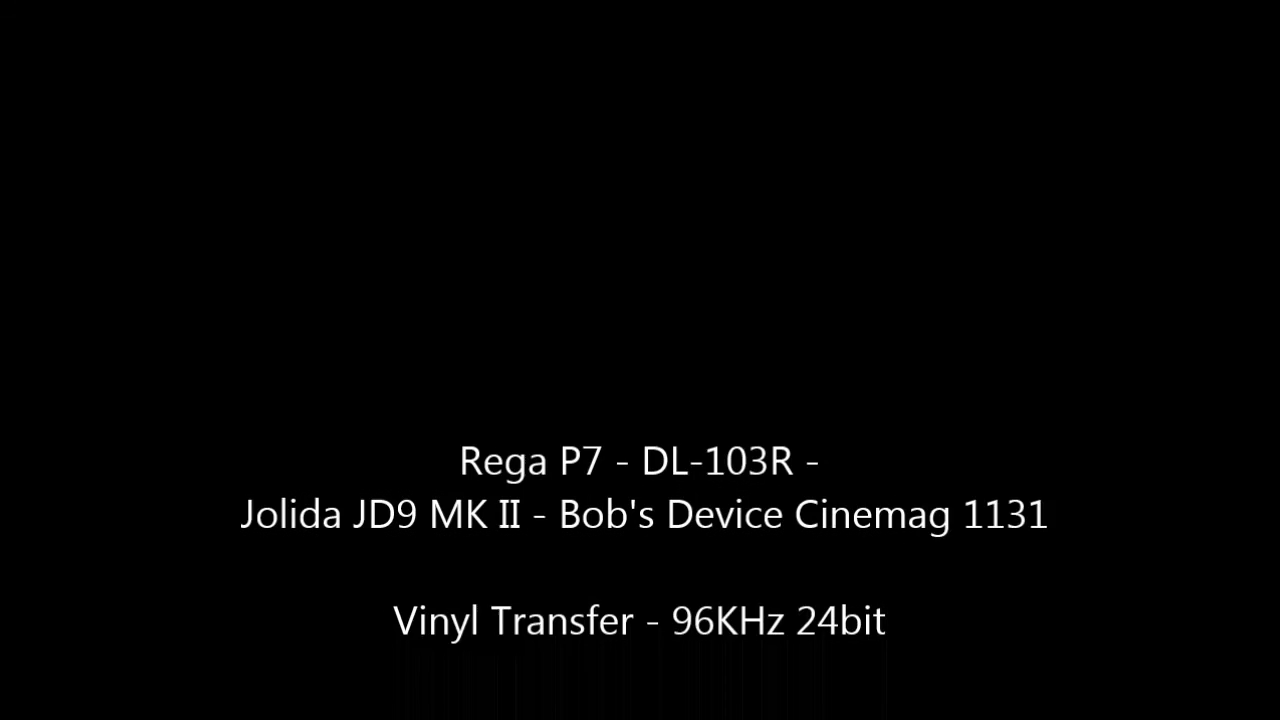 Rega P7 - DL-103R -
Jolida JD9 MK II - Bob's Device Cinemag 1131
Vinyl Transfer - 96KHz 24bit